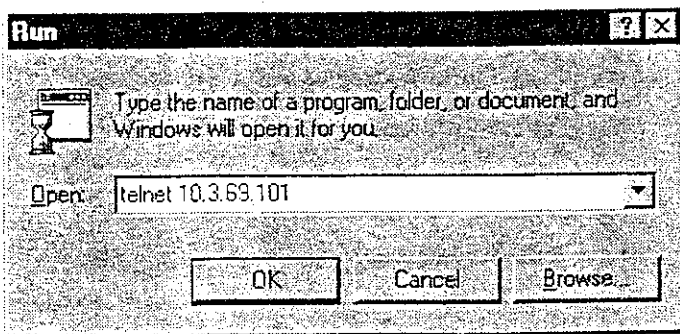 Run
Type the name of a program, folder, or document, and
Windows will open it for you.
Open: telnet 10.3.69.101
OK Cancel Browse...